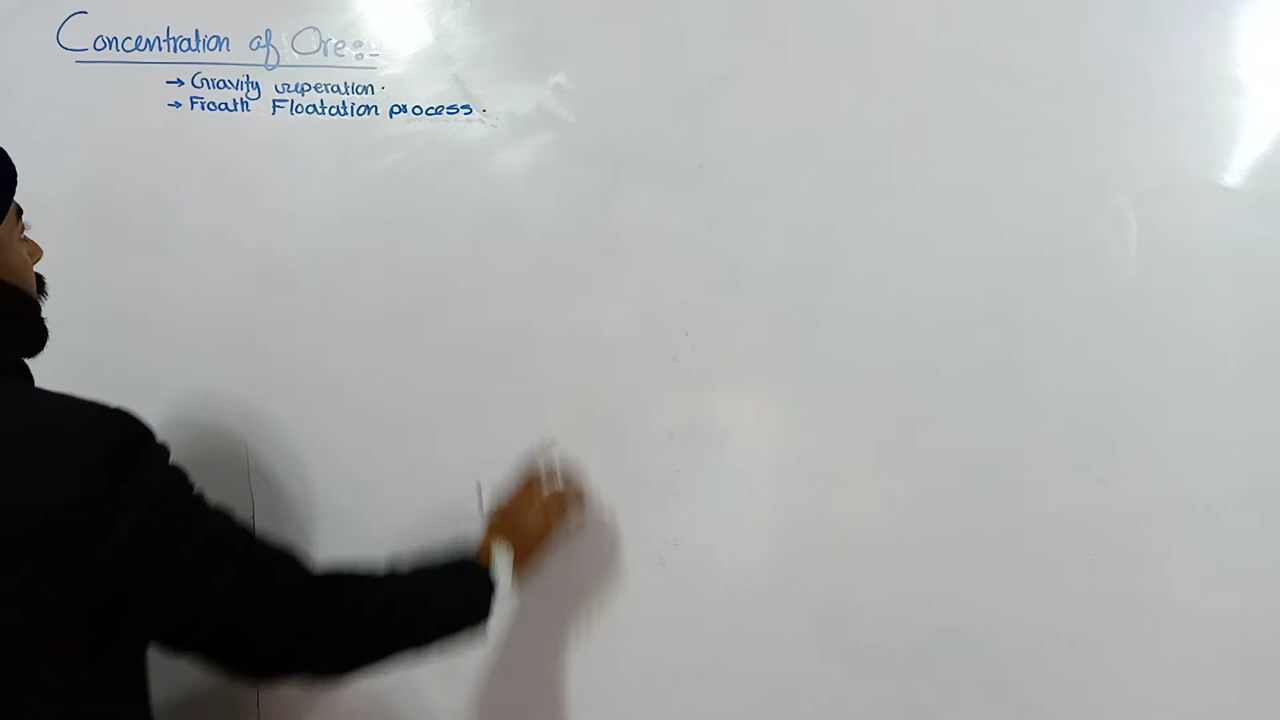 Concentration of Ore:-
→ Gravity seperation.
→ Froath Floatation process.